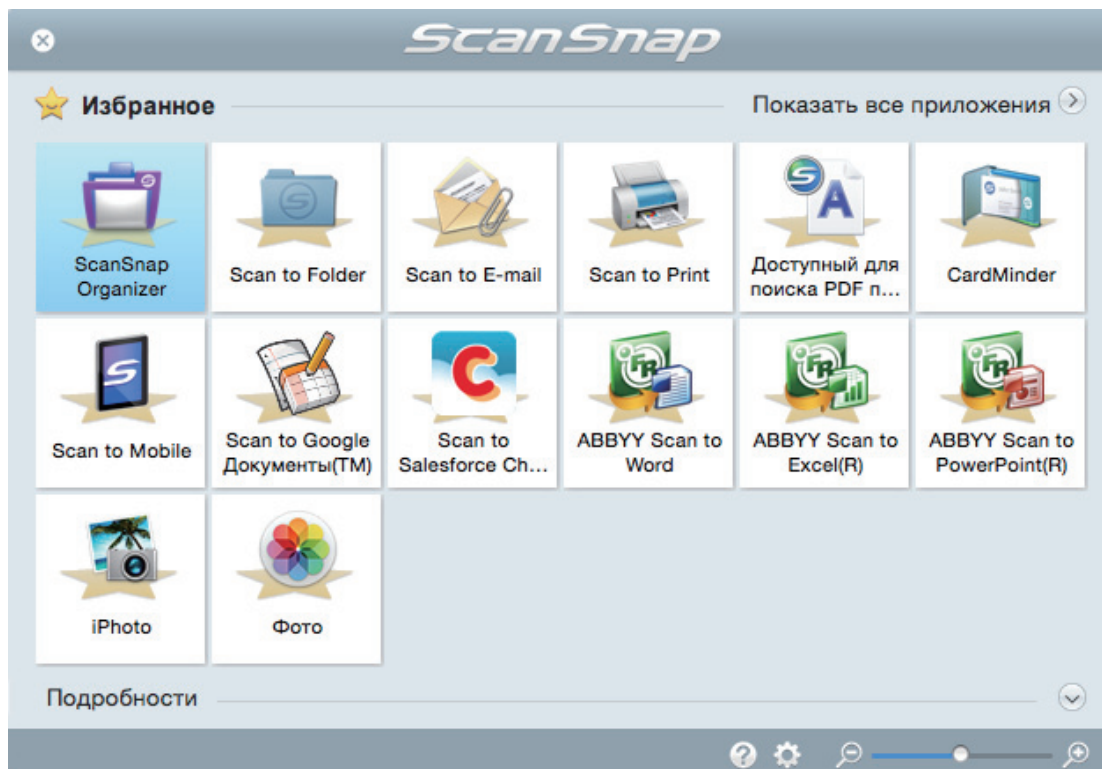 ScanSnap
Избранное
Показать все приложения
ScanSnap
Organizer
Scan to Folder
Scan to E-mail
Scan to Print
Доступный для
поиска PDF п...
CardMinder
Scan to Mobile
Scan to Google
Документы(TM)
Scan to
Salesforce Ch...
ABBYY Scan to
Word
ABBYY Scan to
Excel(R)
ABBYY Scan to
PowerPoint(R)
iPhoto
Фото
Подробности